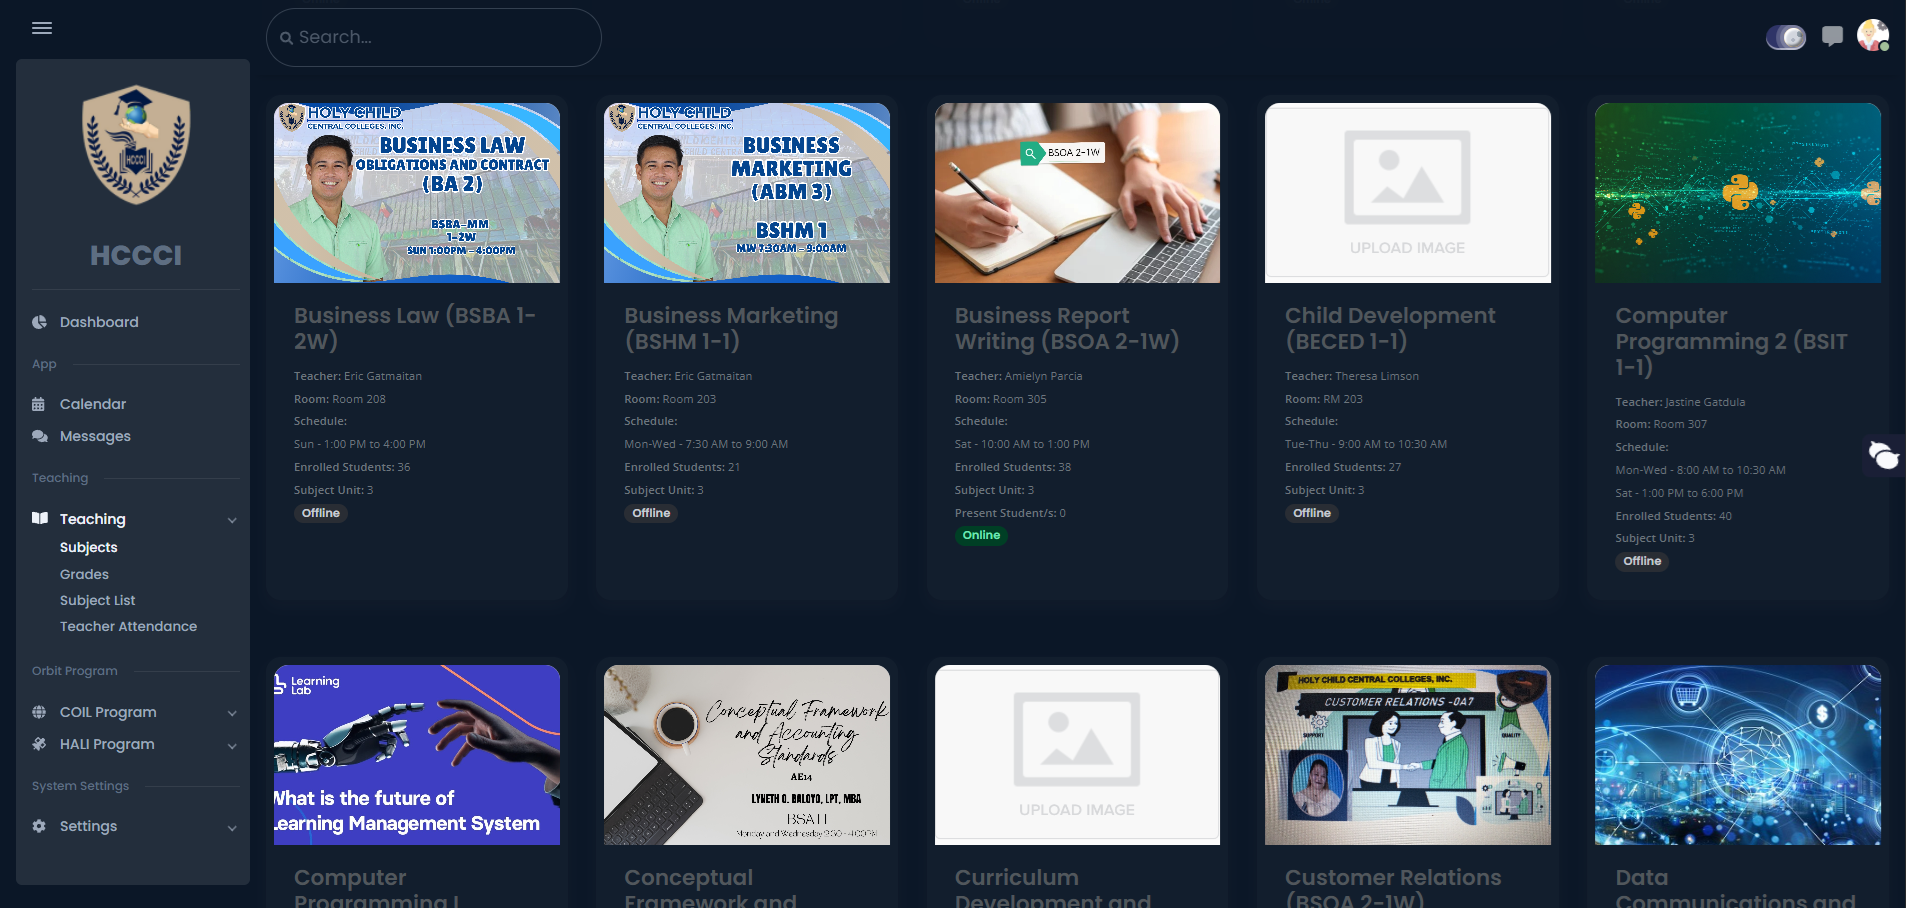 Search...
HCCCI
HCCCI
Dashboard
App
Calendar
Messages
Teaching
Teaching
Subjects
Grades
Subject List
Teacher Attendance
Orbit Program
COIL Program
HALI Program
System Settings
Settings
HOLY CHILD
CENTRAL COLLEGES, INC.
BUSINESS LAW
OBLIGATIONS AND CONTRACT
(BA 2)
BSBA-MM
1-2W
SUN 1:00PM - 4:00PM
Business Law (BSBA 1-
2W)
Teacher: Eric Gatmaitan
Room: Room 208
Schedule:
Sun - 1:00 PM to 4:00 PM
Enrolled Students: 36
Subject Unit: 3
Offline
HOLY CHILD
CENTRAL COLLEGES, INC.
BUSINESS
MARKETING
(ABM 3)
BSHM 1
MW 7:30AM - 9:00AM
Business Marketing
(BSHM 1-1)
Teacher: Eric Gatmaitan
Room: Room 203
Schedule:
Mon-Wed - 7:30 AM to 9:00 AM
Enrolled Students: 21
Subject Unit: 3
Offline
BSOA 2-1W
Business Report
Writing (BSOA 2-1W)
Teacher: Amielyn Parcia
Room: Room 305
Schedule:
Sat - 10:00 AM to 1:00 PM
Enrolled Students: 38
Subject Unit: 3
Present Student/s: 0
Online
UPLOAD IMAGE
Child Development
(BECED 1-1)
Teacher: Theresa Limson
Room: RM 203
Schedule:
Tue-Thu - 9:00 AM to 10:30 AM
Enrolled Students: 27
Subject Unit: 3
Offline
Computer
Programming 2 (BSIT
1-1)
Teacher: Jastine Gatdula
Room: Room 307
Schedule:
Mon-Wed - 8:00 AM to 10:30 AM
Sat - 1:00 PM to 6:00 PM
Enrolled Students: 40
Subject Unit: 3
Offline
Learning
Lab
What is the future of
Learning Management System
Computer
Programming I
Conceptual Framework
and Accounting
Standards
AE14
LYNETH O. BALOYO, LPT, MBA
BSA 1-1
Monday and Wednesday 2:30 - 4:00PM
Conceptual
Framework and
UPLOAD IMAGE
Curriculum
Development and
HOLY CHILD CENTRAL COLLEGES, INC.
CUSTOMER RELATIONS -OA7
SUPPORT
QUALITY
Customer Relations
(BSOA 2-1W)
Data
Communications and